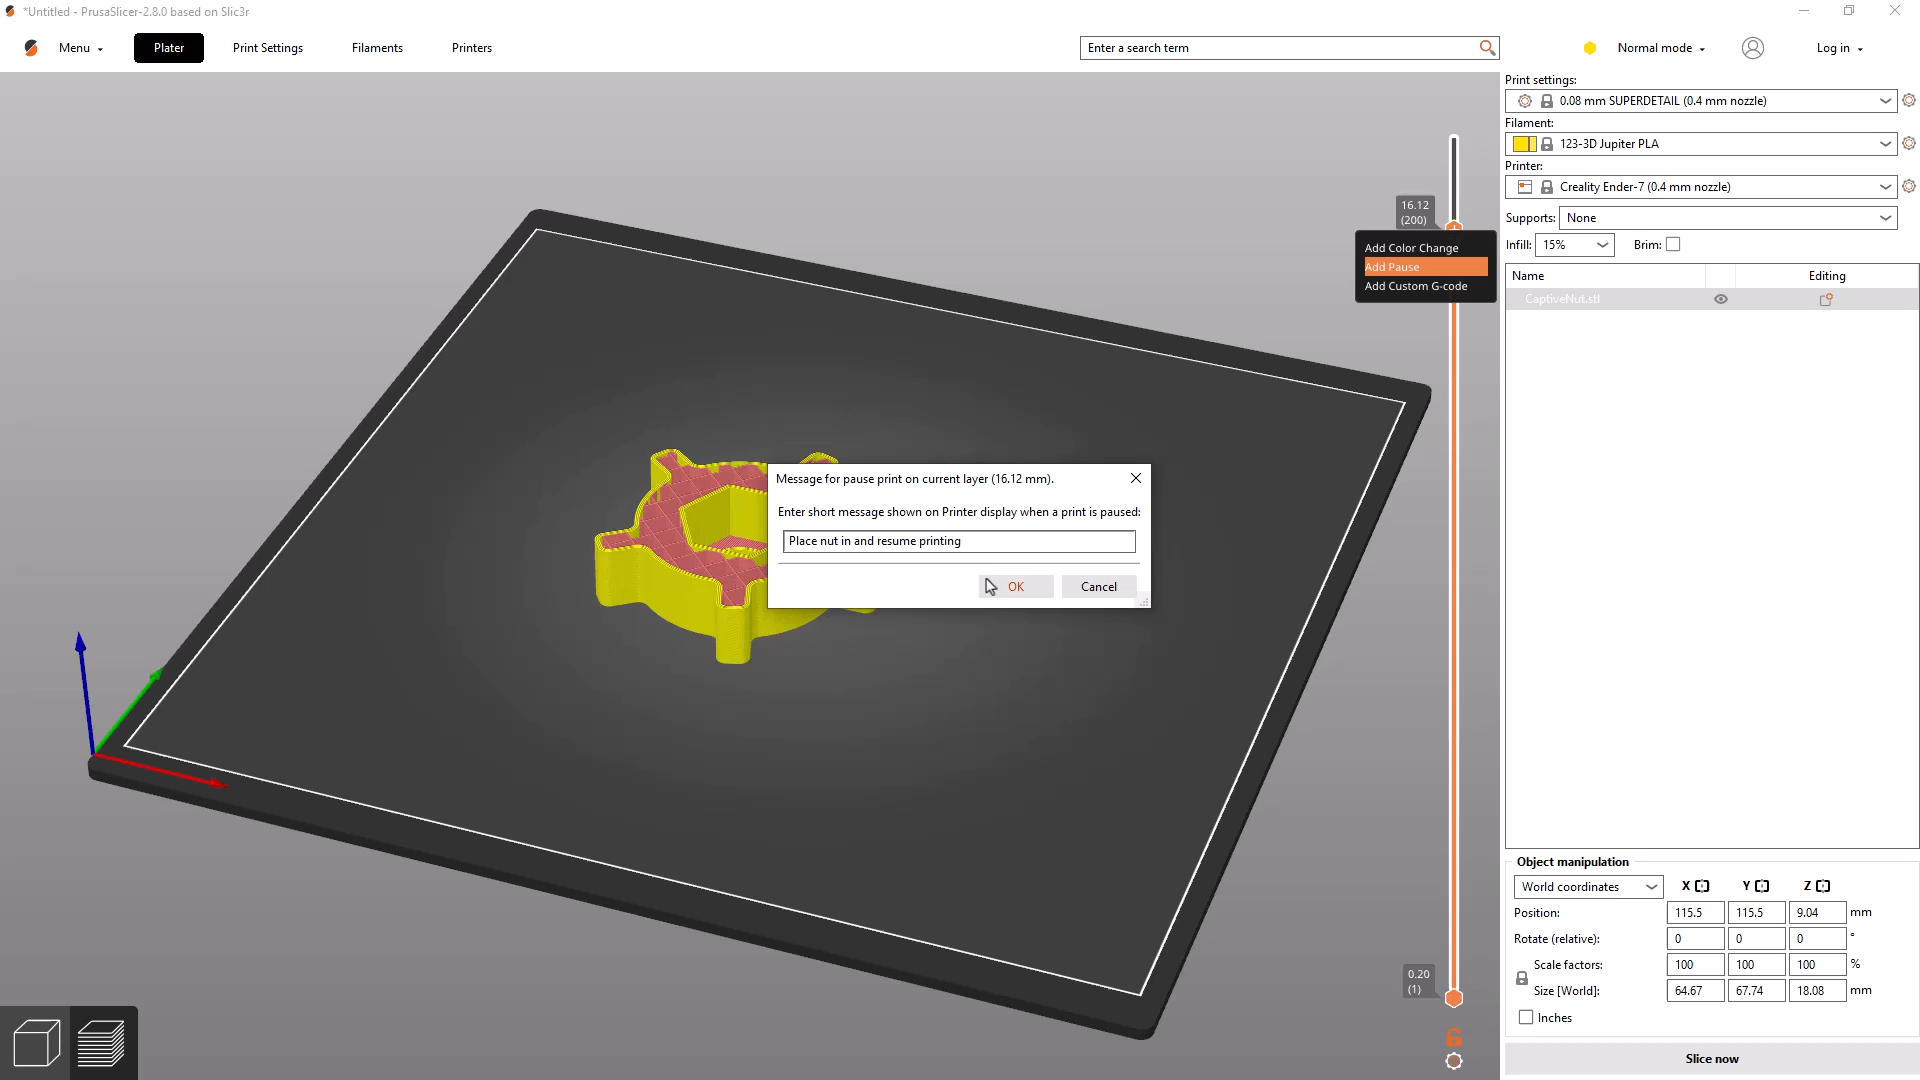 *Untitled - PrusaSlicer-2.8.0 based on Slic3r
Menu
Plater
Print Settings
Filaments
Printers
Enter a search term
Normal mode
Log in
Print settings:
0.08 mm SUPERDETAIL (0.4 mm nozzle)
Filament:
123-3D Jupiter PLA
Printer:
Creality Ender-7 (0.4 mm nozzle)
Supports: None
Infill: 15% Brim:
Name Editing
CaptiveNut.stl
16.12
(200)
Add Color Change
Add Pause
Add Custom G-code
Message for pause print on current layer (16.12 mm).
Enter short message shown on Printer display when a print is paused:
Place nut in and resume printing
OK Cancel
0.20
(1)
Object manipulation
World coordinates X Y Z
Position: 115.5 115.5 9.04 mm
Rotate (relative): 0 0 0 °
Scale factors: 100 100 100 %
Size [World]: 64.67 67.74 18.08 mm
Inches
Slice now